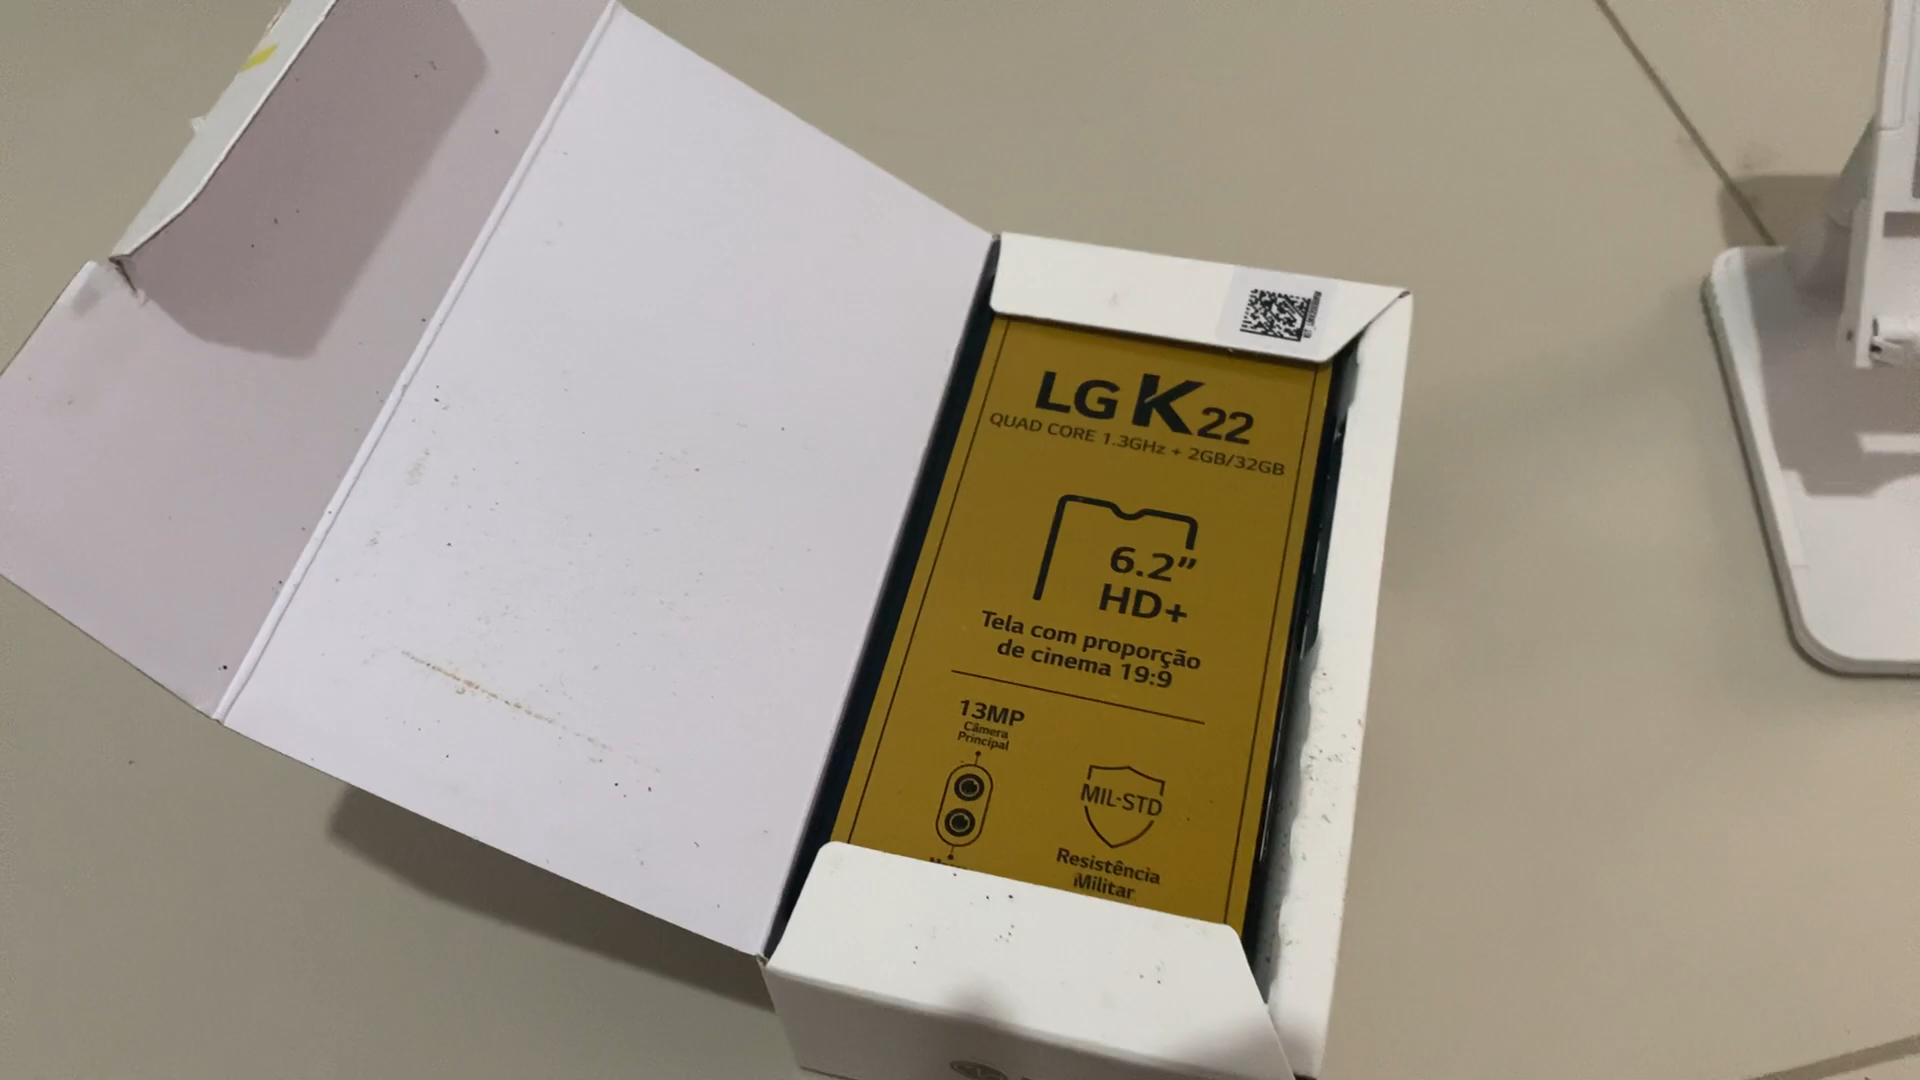 LG K22
QUAD CORE 1.3GHz + 2GB/32GB
6.2”
HD+
Tela com proporção
de cinema 19:9
13MP
Câmera
Principal
MIL-STD
Resistência
Militar